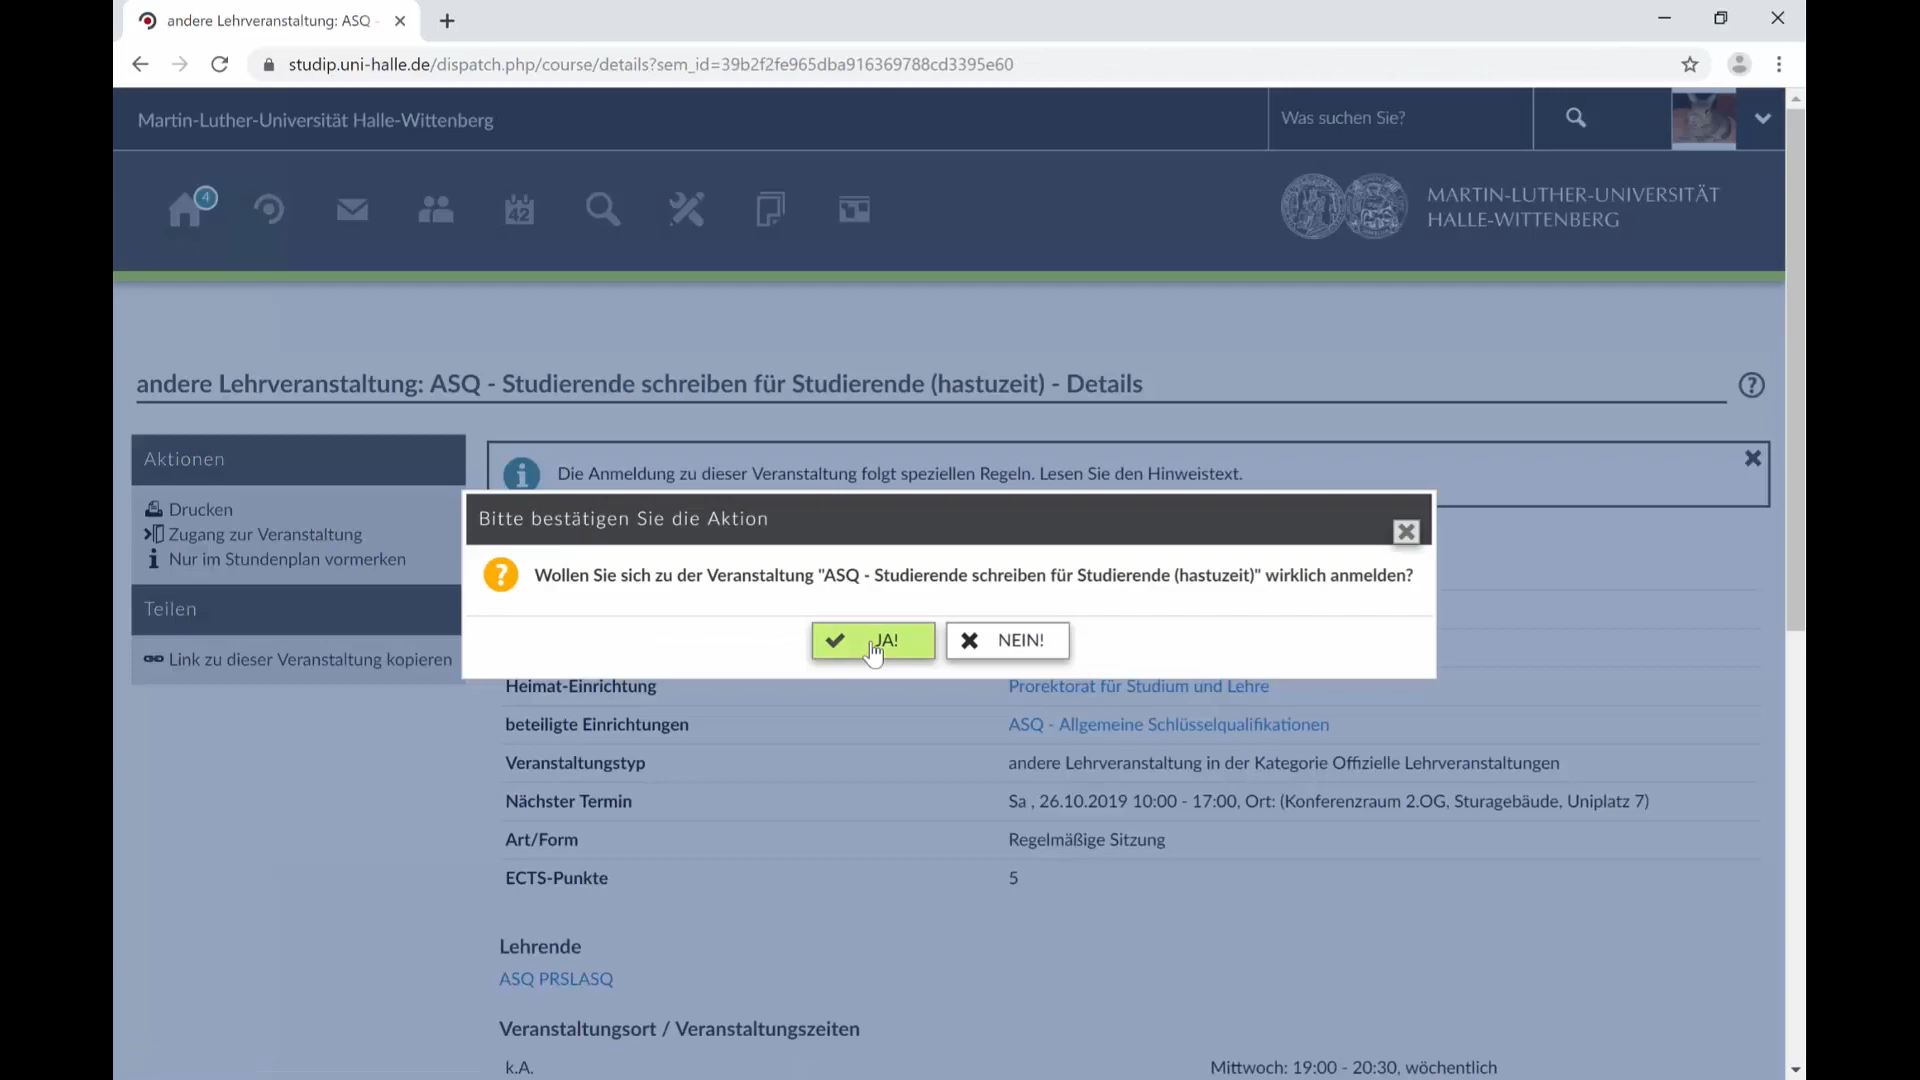 andere Lehrveranstaltung: ASQ -
studip.uni-halle.de/dispatch.php/course/details?sem_id=39b2f2fe965dba916369788cd3395e60
Martin-Luther-Universität Halle-Wittenberg
Was suchen Sie?
4
42
MARTIN-LUTHER-UNIVERSITÄT
HALLE-WITTENBERG
andere Lehrveranstaltung: ASQ - Studierende schreiben für Studierende (hastuzeit) - Details
Aktionen
Drucken
Zugang zur Veranstaltung
Nur im Stundenplan vormerken
Teilen
Link zu dieser Veranstaltung kopieren
Die Anmeldung zu dieser Veranstaltung folgt speziellen Regeln. Lesen Sie den Hinweistext.
Bitte bestätigen Sie die Aktion
Wollen Sie sich zu der Veranstaltung "ASQ - Studierende schreiben für Studierende (hastuzeit)" wirklich anmelden?
JA!
NEIN!
Heimat-Einrichtung Prorektorat für Studium und Lehre
beteiligte Einrichtungen ASQ - Allgemeine Schlüsselqualifikationen
Veranstaltungstyp andere Lehrveranstaltung in der Kategorie Offizielle Lehrveranstaltungen
Nächster Termin Sa , 26.10.2019 10:00 - 17:00, Ort: (Konferenzraum 2.OG, Sturagebäude, Uniplatz 7)
Art/Form Regelmäßige Sitzung
ECTS-Punkte 5
Lehrende
ASQ PRSLASQ
Veranstaltungsort / Veranstaltungszeiten
k.A. Mittwoch: 19:00 - 20:30, wöchentlich